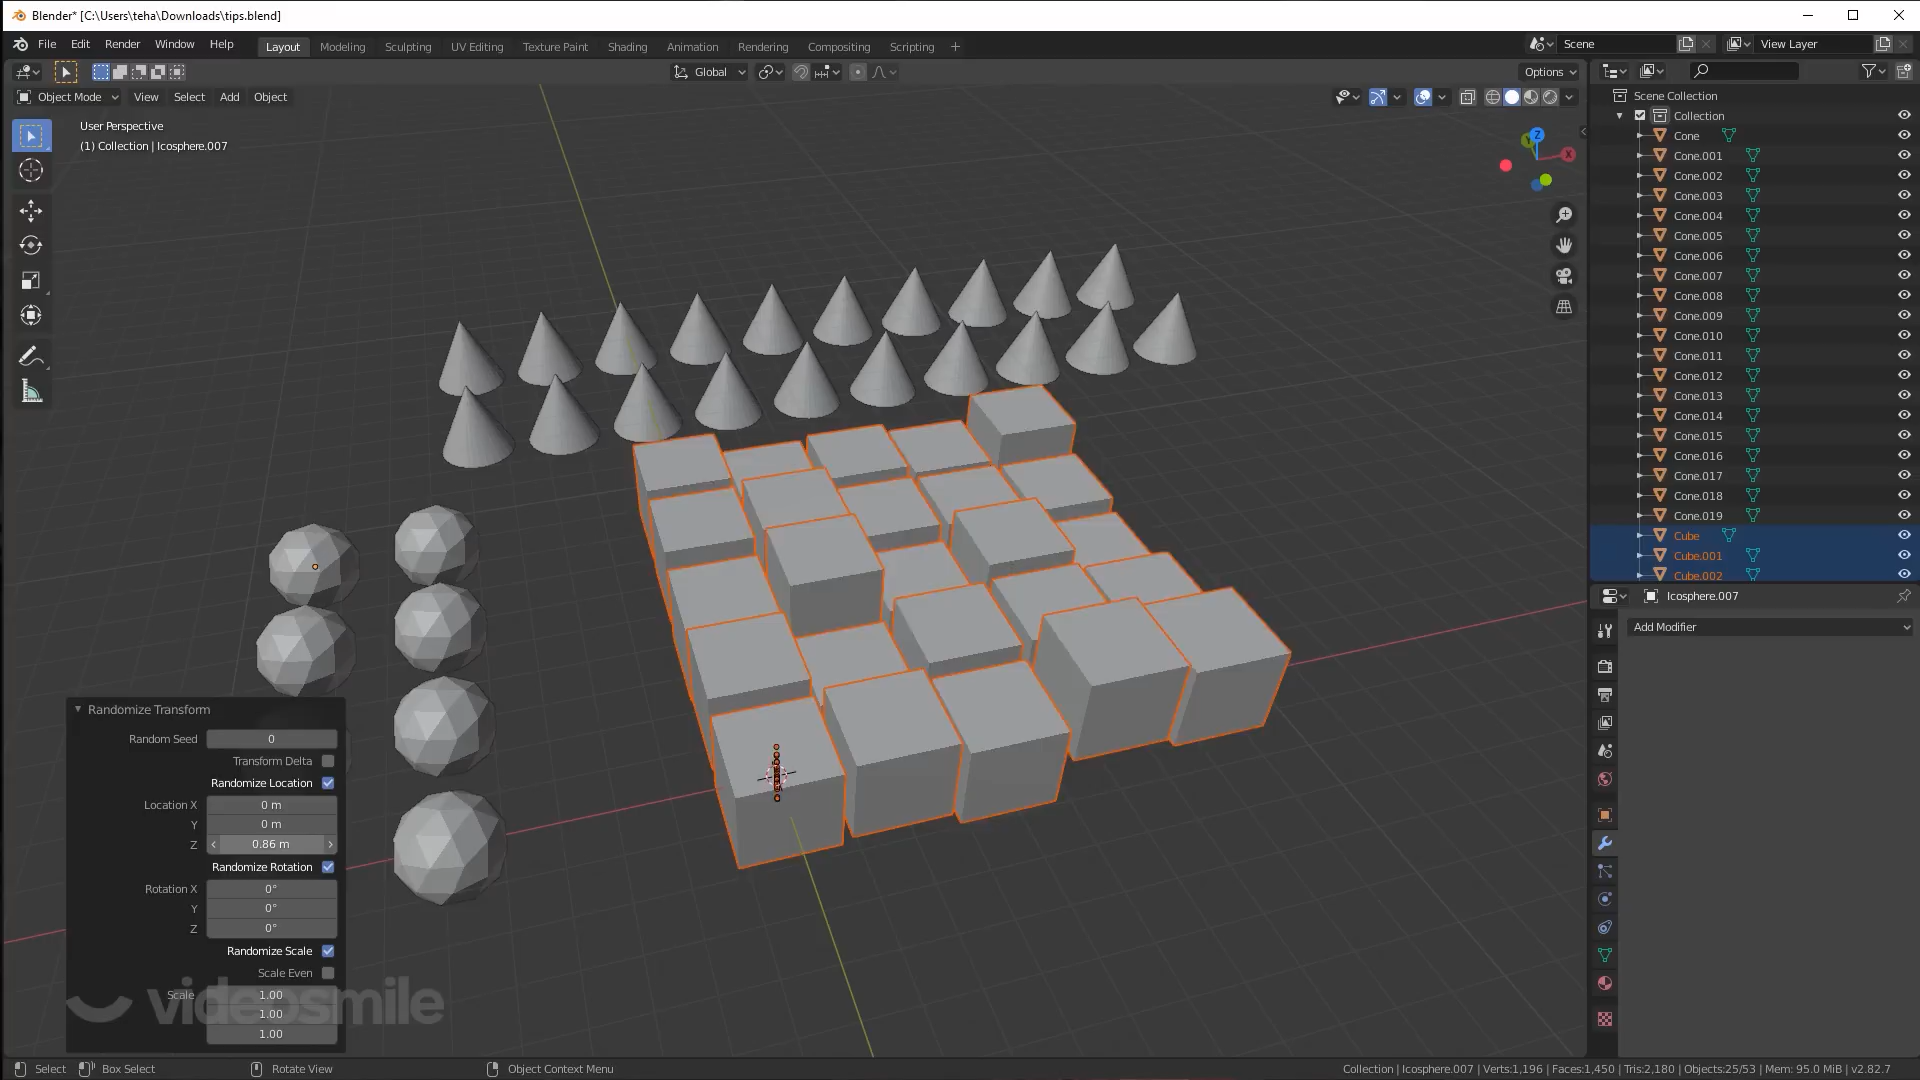 Blender* [C:\Users\teha\Downloads\tips.blend]
File Edit Render Window Help Layout Modeling Sculpting UV Editing Texture Paint Shading Animation Rendering Compositing Scripting + Scene View Layer
Global Options
Object Mode View Select Add Object
User Perspective
(1) Collection | Icosphere.007
Z
Y
X
Scene Collection
Collection
Cone
Cone.001
Cone.002
Cone.003
Cone.004
Cone.005
Cone.006
Cone.007
Cone.008
Cone.009
Cone.010
Cone.011
Cone.012
Cone.013
Cone.014
Cone.015
Cone.016
Cone.017
Cone.018
Cone.019
Cube
Cube.001
Cube.002
Icosphere.007
Add Modifier
Randomize Transform
Random Seed 0
Transform Delta
Randomize Location
Location X 0 m
Y 0 m
Z 0.86 m
Randomize Rotation
Rotation X 0°
Y 0°
Z 0°
Randomize Scale
Scale Even
Scale 1.00
1.00
1.00
videosmile
Select Box Select Rotate View Object Context Menu Collection | Icosphere.007 | Verts:1,196 | Faces:1,450 | Tris:2,180 | Objects:25/53 | Mem: 95.0 MiB | v2.82.7